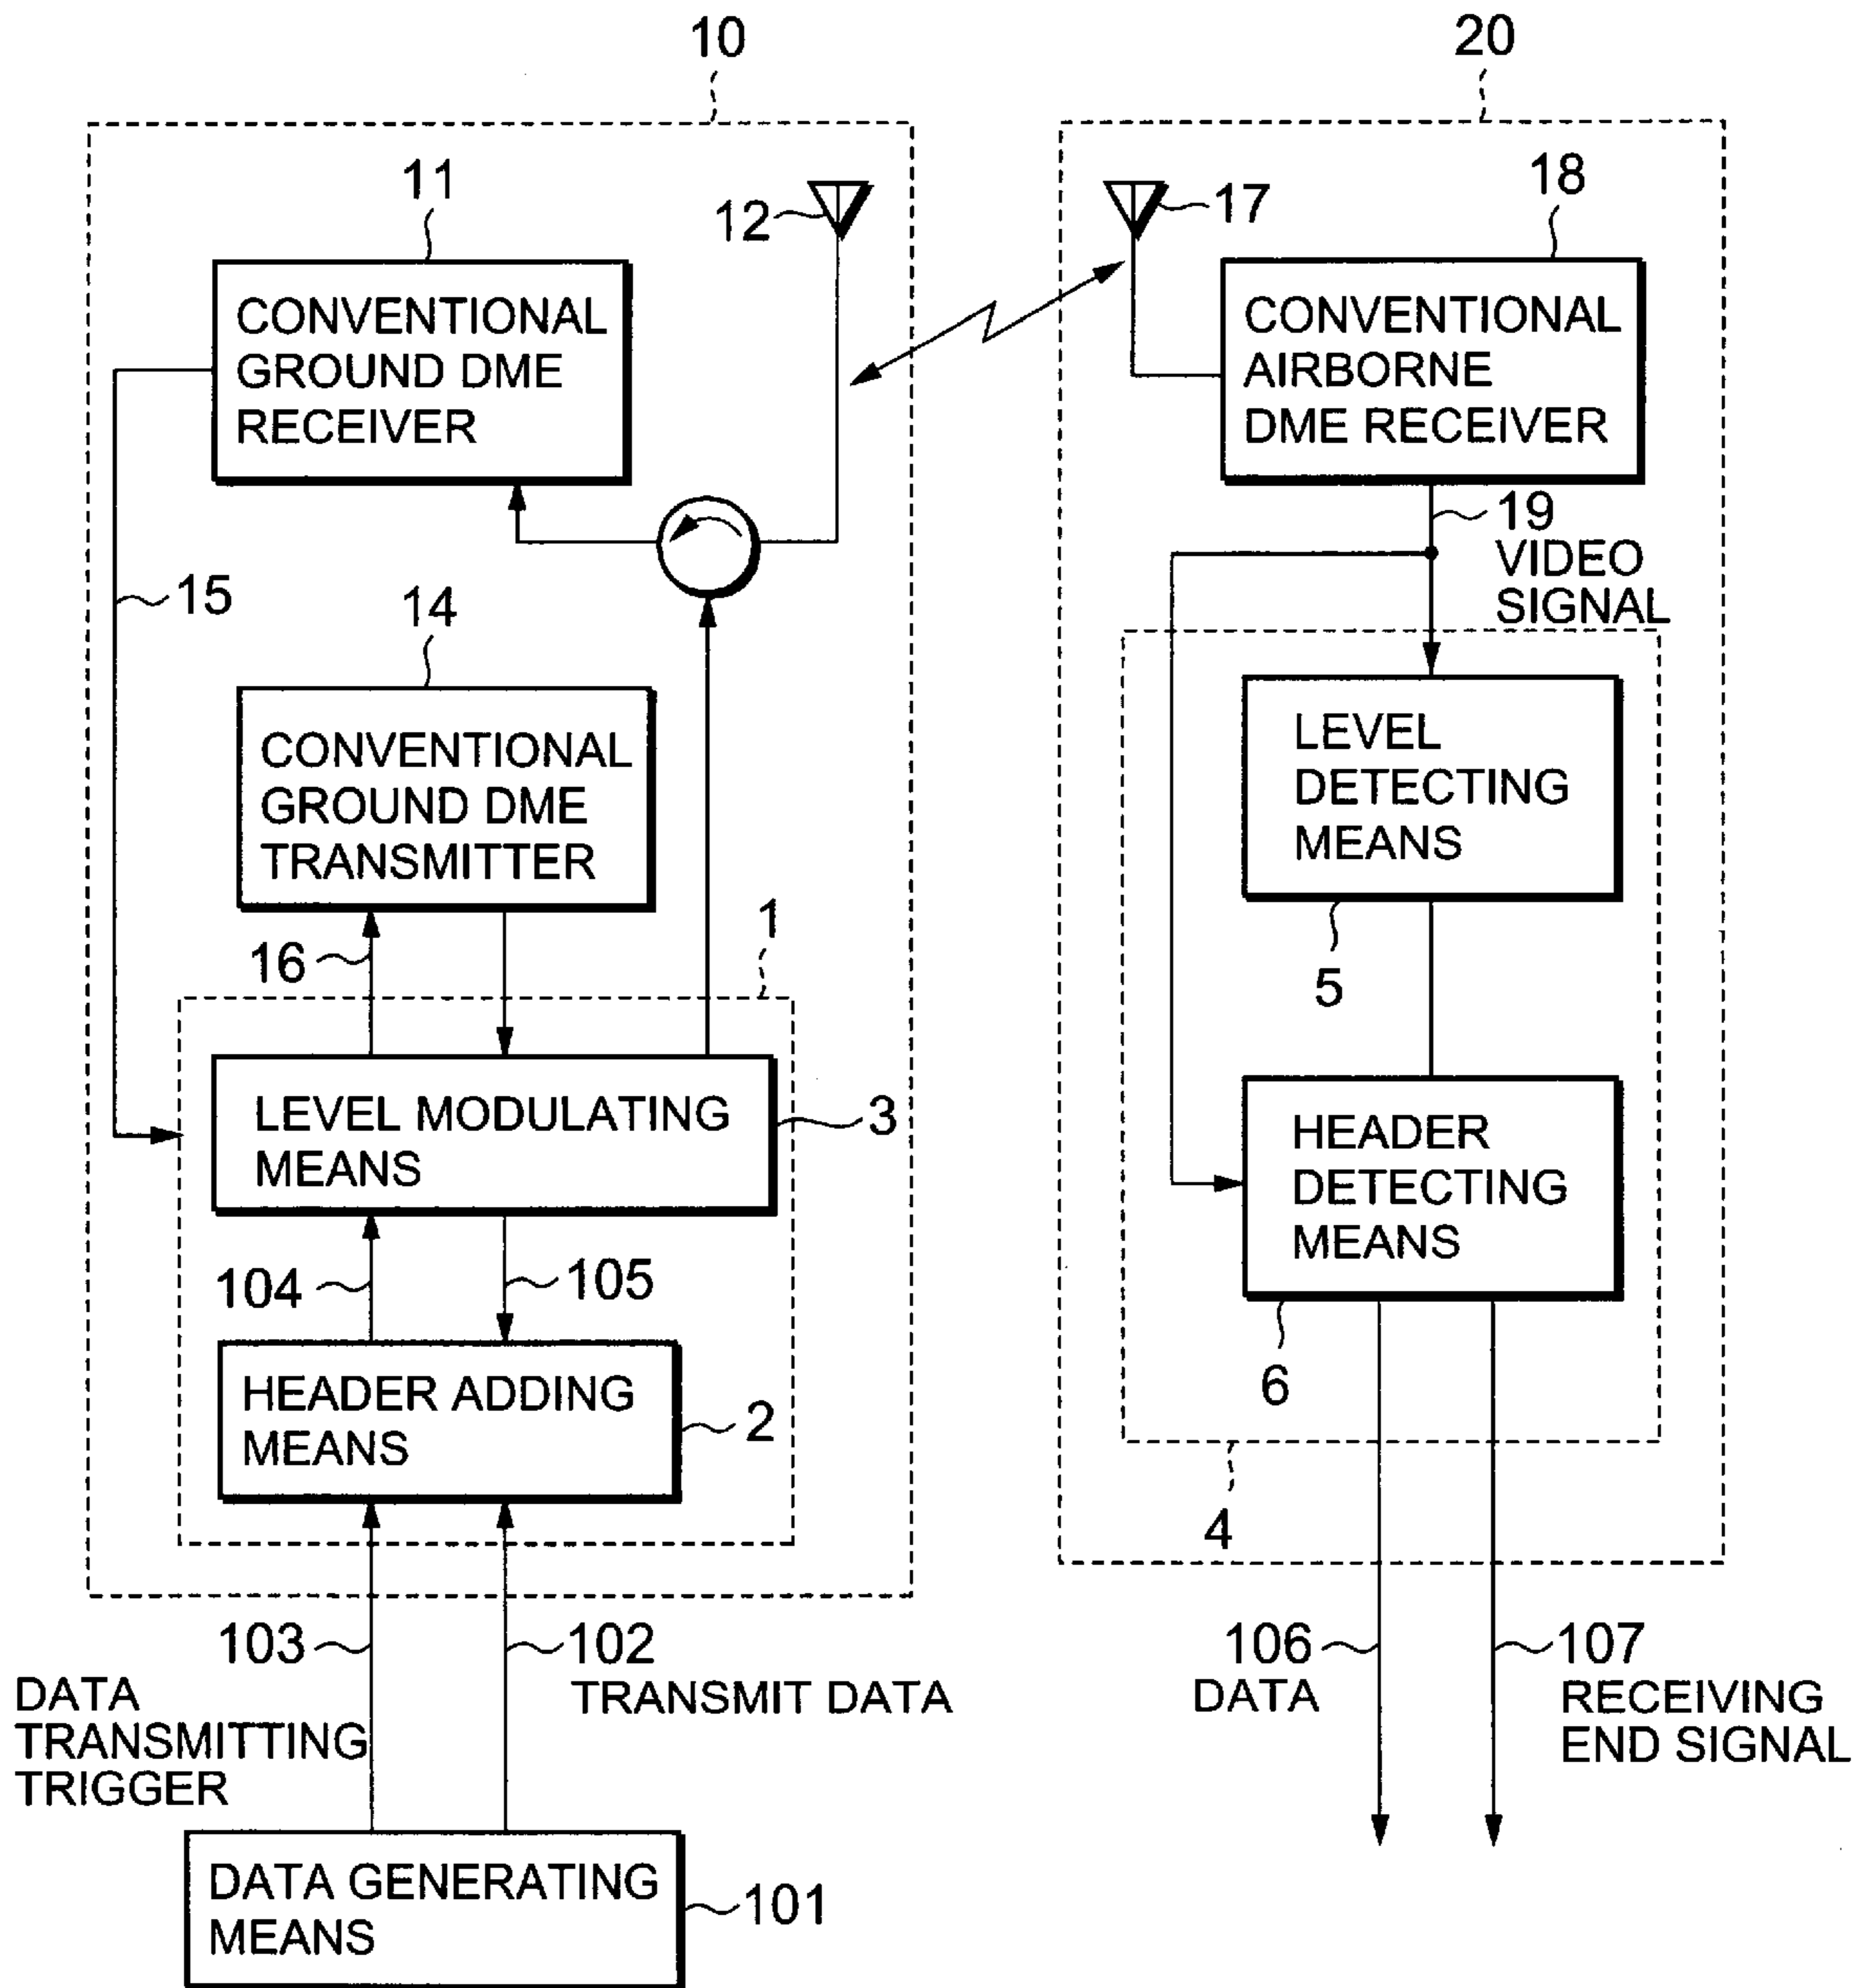 10
20
11
12
17
18
CONVENTIONAL
GROUND DME
RECEIVER
CONVENTIONAL
AIRBORNE
DME RECEIVER
19
VIDEO
SIGNAL
15
14
CONVENTIONAL
GROUND DME
TRANSMITTER
LEVEL
DETECTING
MEANS
16
1
5
LEVEL MODULATING
MEANS
3
HEADER
DETECTING
MEANS
104
105
6
HEADER ADDING
MEANS
2
4
103
102
DATA
TRANSMITTING
TRIGGER
TRANSMIT DATA
106
DATA
107
RECEIVING
END SIGNAL
DATA GENERATING
MEANS
101